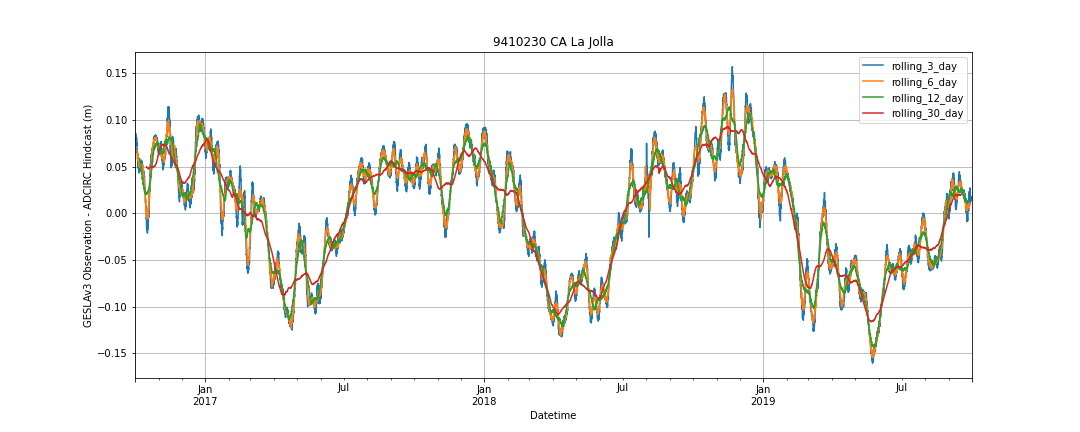 9410230 CA La Jolla
GESLAv3 Observation - ADCIRC Hindcast (m)
0.15
0.10
0.05
0.00
−0.05
−0.10
−0.15
rolling_3_day
rolling_6_day
rolling_12_day
rolling_30_day
Jan
2017
Jul
Jan
2018
Jul
Jan
2019
Jul
Datetime